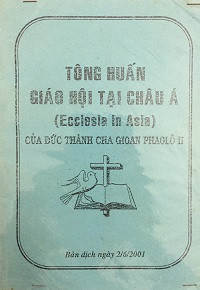 TÔNG HUẤN
GIÁO HỘI TẠI CHÂU Á
(Ecclesia in Asia)
CỦA ĐỨC THÁNH CHA GIOAN PHAOLÔ II
Bản dịch ngày 2/6/2001